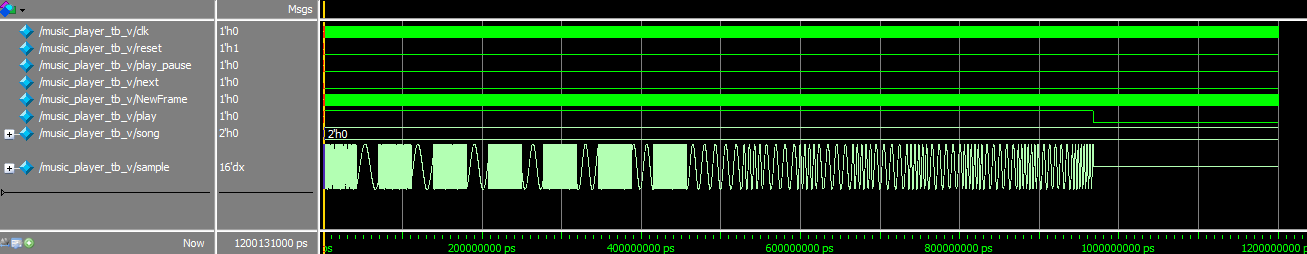 Msgs
/music_player_tb_v/clk 1'h0
/music_player_tb_v/reset 1'h1
/music_player_tb_v/play_pause 1'h0
/music_player_tb_v/next 1'h0
/music_player_tb_v/NewFrame 1'h0
/music_player_tb_v/play 1'h0
/music_player_tb_v/song 2'h0 2'h0
/music_player_tb_v/sample 16'dx
Now 1200131000 ps ps 200000000 ps 400000000 ps 600000000 ps 800000000 ps 1000000000 ps 1200000000 p